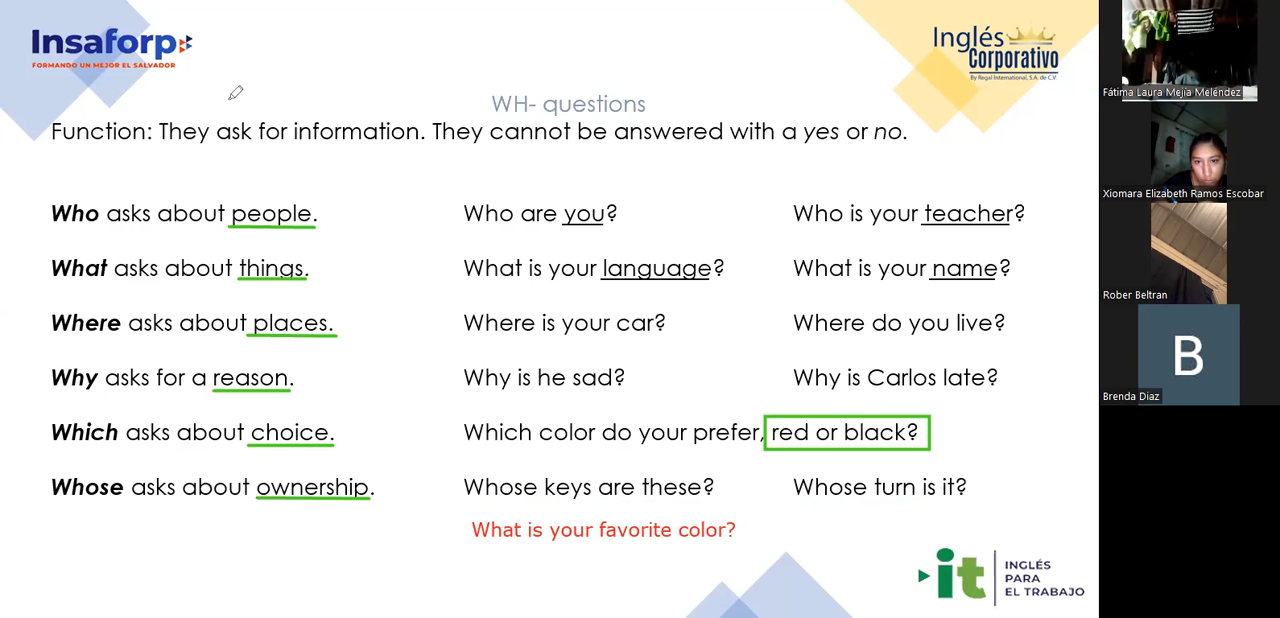 Insaforp
FORMANDO UN MEJOR EL SALVADOR
Inglés
Corporativo
By Regal International, S.A. de C.V.
WH- questions
Function: They ask for information. They cannot be answered with a yes or no.
Who asks about people. Who are you? Who is your teacher?
What asks about things. What is your language? What is your name?
Where asks about places. Where is your car? Where do you live?
Why asks for a reason. Why is he sad? Why is Carlos late?
Which asks about choice. Which color do your prefer, red or black?
Whose asks about ownership. Whose keys are these? Whose turn is it?
What is your favorite color?
it
INGLÉS
PARA
EL TRABAJO
Fátima Laura Mejía Meléndez
Xiomara Elizabeth Ramos Escobar
Rober Beltran
B
Brenda Diaz